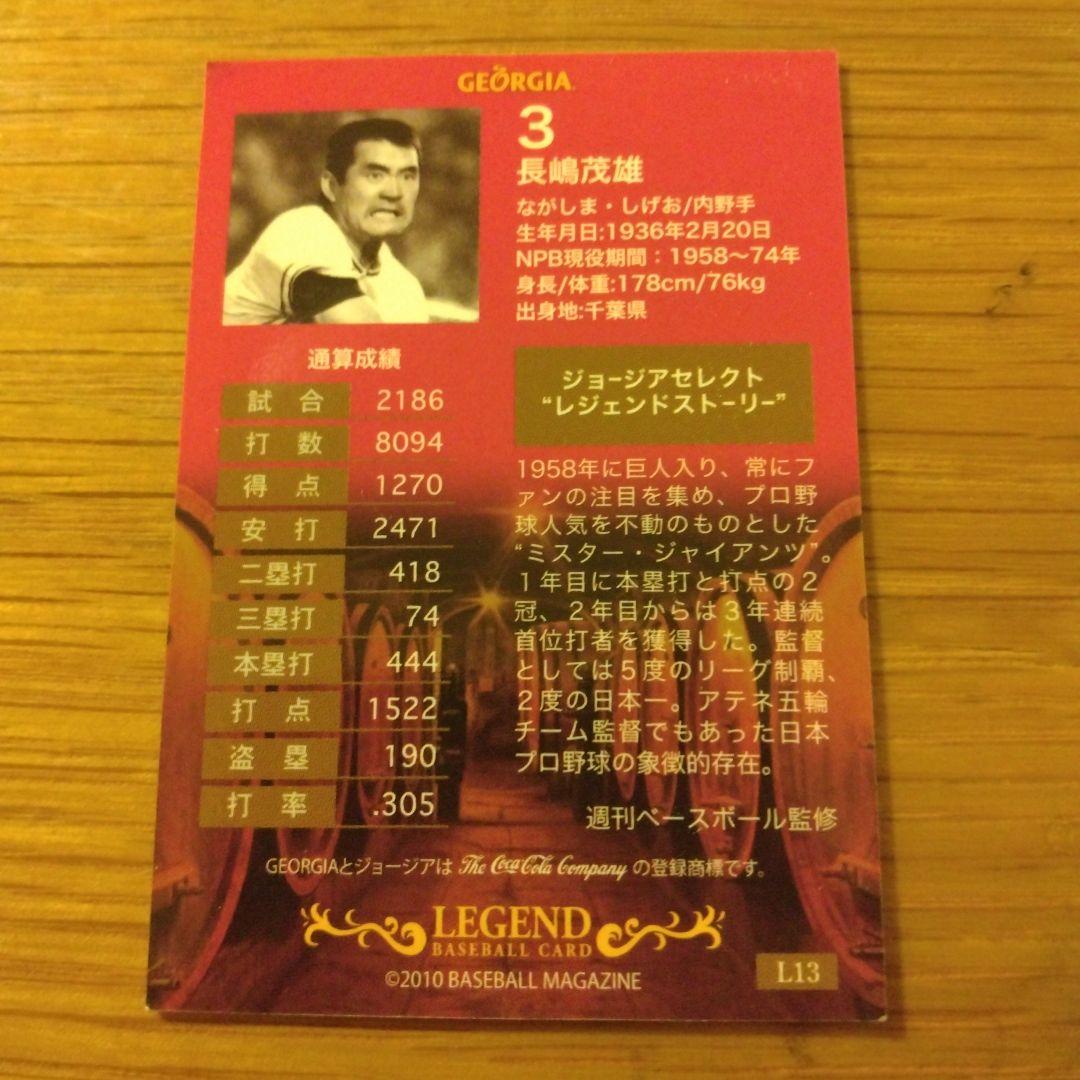 GEORGIA
3
長嶋茂雄
ながしま・しげお/内野手
生年月日:1936年2月20日
NPB現役期間：1958〜74年
身長/体重:178cm/76kg
出身地:千葉県
通算成績
試合 2186
打数 8094
得点 1270
安打 2471
二塁打 418
三塁打 74
本塁打 444
打点 1522
盗塁 190
打率 .305
ジョージアセレクト
“レジェンドストーリー”
1958年に巨人入り、常にフ
ァンの注目を集め、プロ野
球人気を不動のものとした
“ミスター・ジャイアンツ”。
１年目に本塁打と打点の２
冠、２年目からは３年連続
首位打者を獲得した。監督
としては５度のリーグ制覇、
２度の日本一。アテネ五輪
チーム監督でもあった日本
プロ野球の象徴的存在。
週刊ベースボール監修
GEORGIAとジョージアは The Coca-Cola Company の登録商標です。
LEGEND
BASEBALL CARD
©2010 BASEBALL MAGAZINE
L13